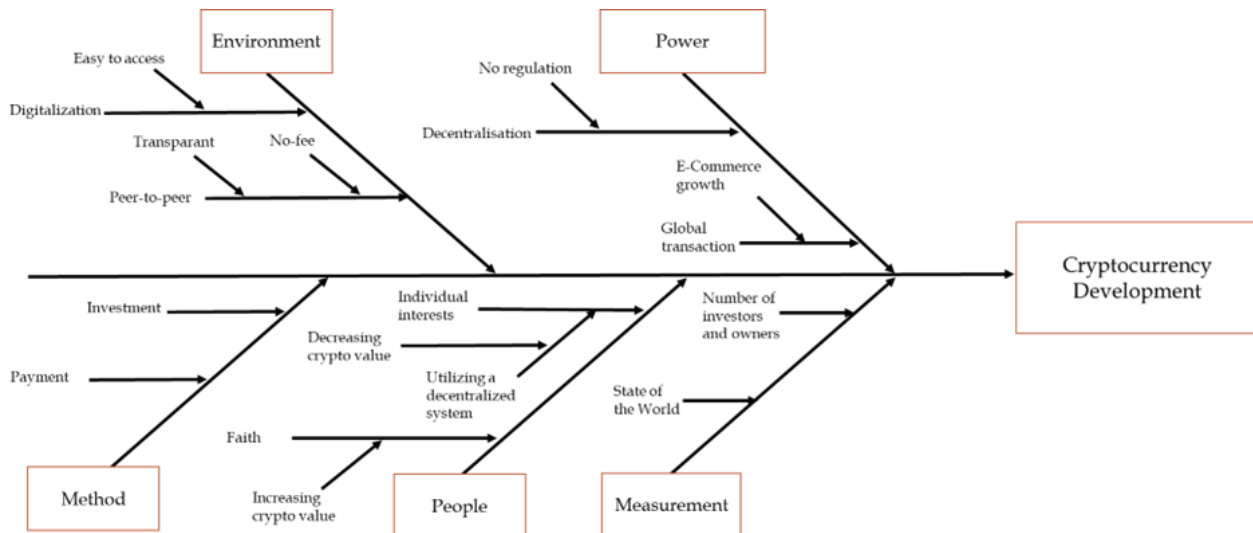 Environment
Power
Easy to access
No regulation
Digitalization
Decentralisation
Transparant
No-fee
E-Commerce
growth
Peer-to-peer
Global
transaction
Cryptocurrency
Development
Investment
Individual
interests
Number of
investors
and owners
Decreasing
crypto value
Payment
Utilizing a
decentralized
system
State of
the World
Faith
Increasing
crypto value
Method
People
Measurement